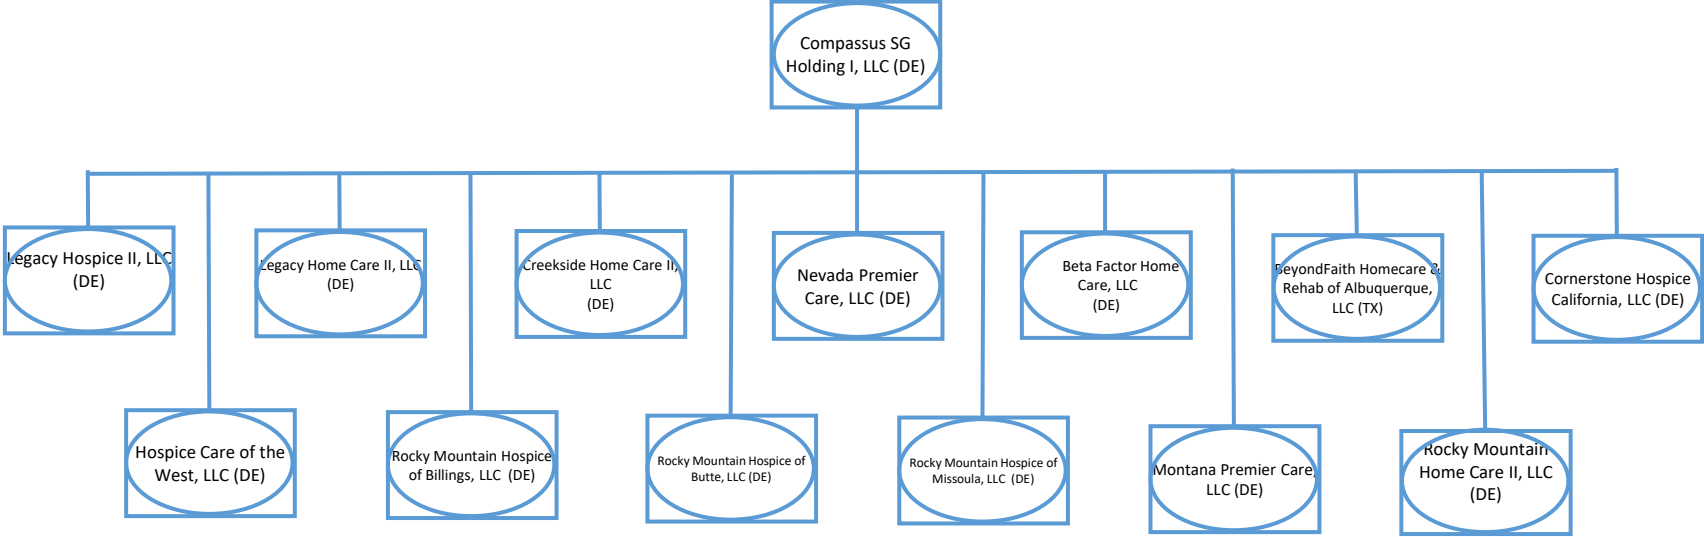 Compassus SG
Holding I, LLC (DE)
Legacy Hospice II, LLC
(DE)
Legacy Home Care II, LLC
(DE)
Creekside Home Care II,
LLC
(DE)
Nevada Premier
Care, LLC (DE)
Beta Factor Home
Care, LLC
(DE)
BeyondFaith Homecare &
Rehab of Albuquerque,
LLC (TX)
Cornerstone Hospice
California, LLC (DE)
Hospice Care of the
West, LLC (DE)
Rocky Mountain Hospice
of Billings, LLC (DE)
Rocky Mountain Hospice of
Butte, LLC (DE)
Rocky Mountain Hospice of
Missoula, LLC (DE)
Montana Premier Care,
LLC (DE)
Rocky Mountain
Home Care II, LLC
(DE)